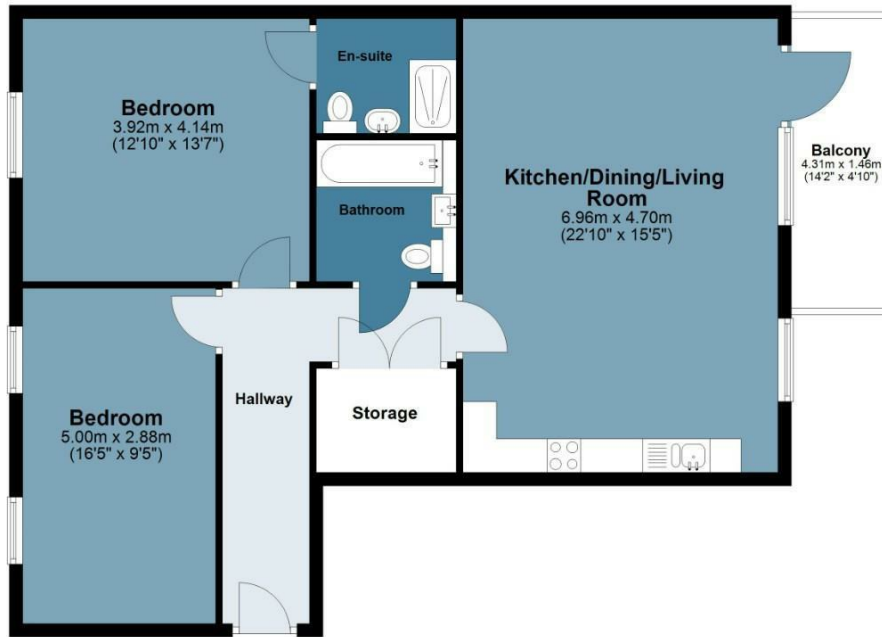 En-suite
Bedroom
3.92m x 4.14m
(12'10" x 13'7")
Kitchen/Dining/Living
Room
6.96m x 4.70m
(22'10" x 15'5")
Balcony
4.31m x 1.46m
(14'2" x 4'10")
Bathroom
Hallway
Storage
Bedroom
5.00m x 2.88m
(16'5" x 9'5")